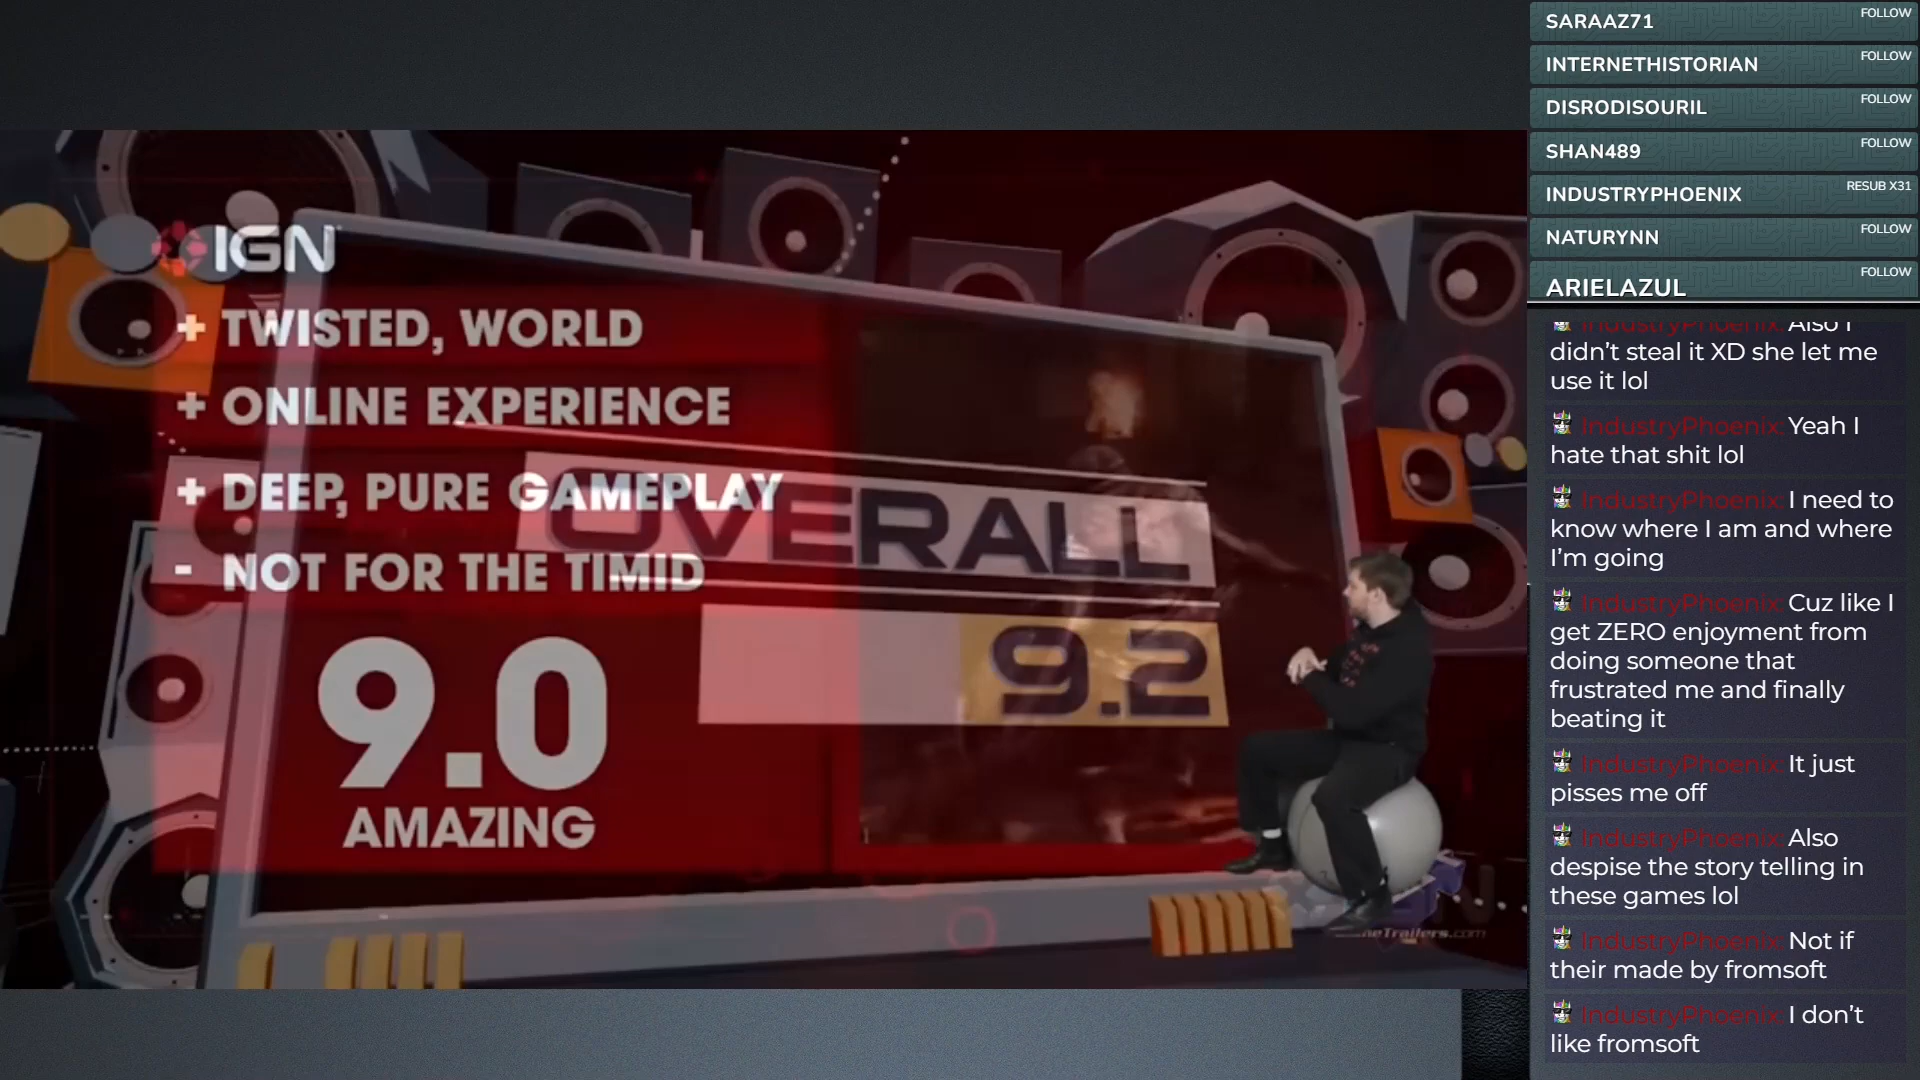 IGN
+ TWISTED, WORLD
+ ONLINE EXPERIENCE
+ DEEP, PURE GAMEPLAY
- NOT FOR THE TIMID
9.0
AMAZING
OVERALL
9.2
SARAAZ71 FOLLOW
INTERNETHISTORIAN FOLLOW
DISRODISOURIL FOLLOW
SHAN489 FOLLOW
INDUSTRYPHOENIX RESUB X31
NATURYNN FOLLOW
ARIELAZUL FOLLOW
IndustryPhoenix: Also I
didn't steal it XD she let me
use it lol
IndustryPhoenix: Yeah I
hate that shit lol
IndustryPhoenix: I need to
know where I am and where
I'm going
IndustryPhoenix: Cuz like I
get ZERO enjoyment from
doing someone that
frustrated me and finally
beating it
IndustryPhoenix: It just
pisses me off
IndustryPhoenix: Also
despise the story telling in
these games lol
IndustryPhoenix: Not if
their made by fromsoft
IndustryPhoenix: I don't
like fromsoft